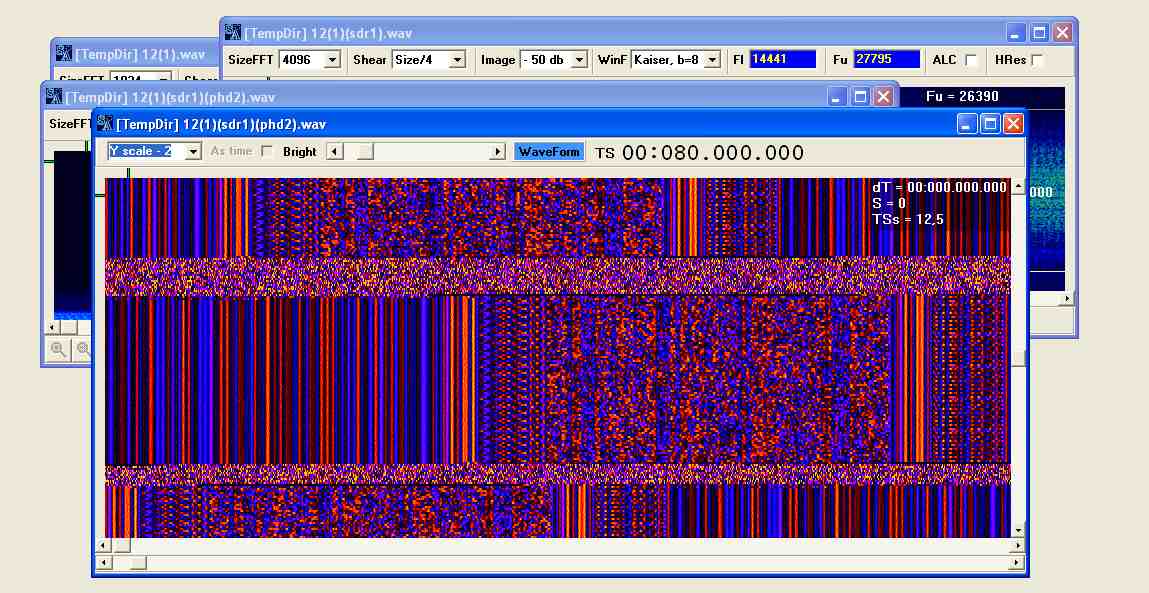 [TempDir] 12(1)(sdr1).wav
[TempDir] 12(1).wav
SizeFFT 4096 Shear Size/4 Image - 50 db WinF Kaiser, b=8 Fl 14441 Fu 27795 ALC HRes
SizeFFT 1024 Shear
[TempDir] 12(1)(sdr1)(phd2).wav
Fu = 26390
SizeFFT
[TempDir] 12(1)(sdr1)(phd2).wav
Y scale - 2 As time Bright WaveForm TS 00:080.000.000
dT = 00:000.000.000
000
S = 0
TSs = 12,5